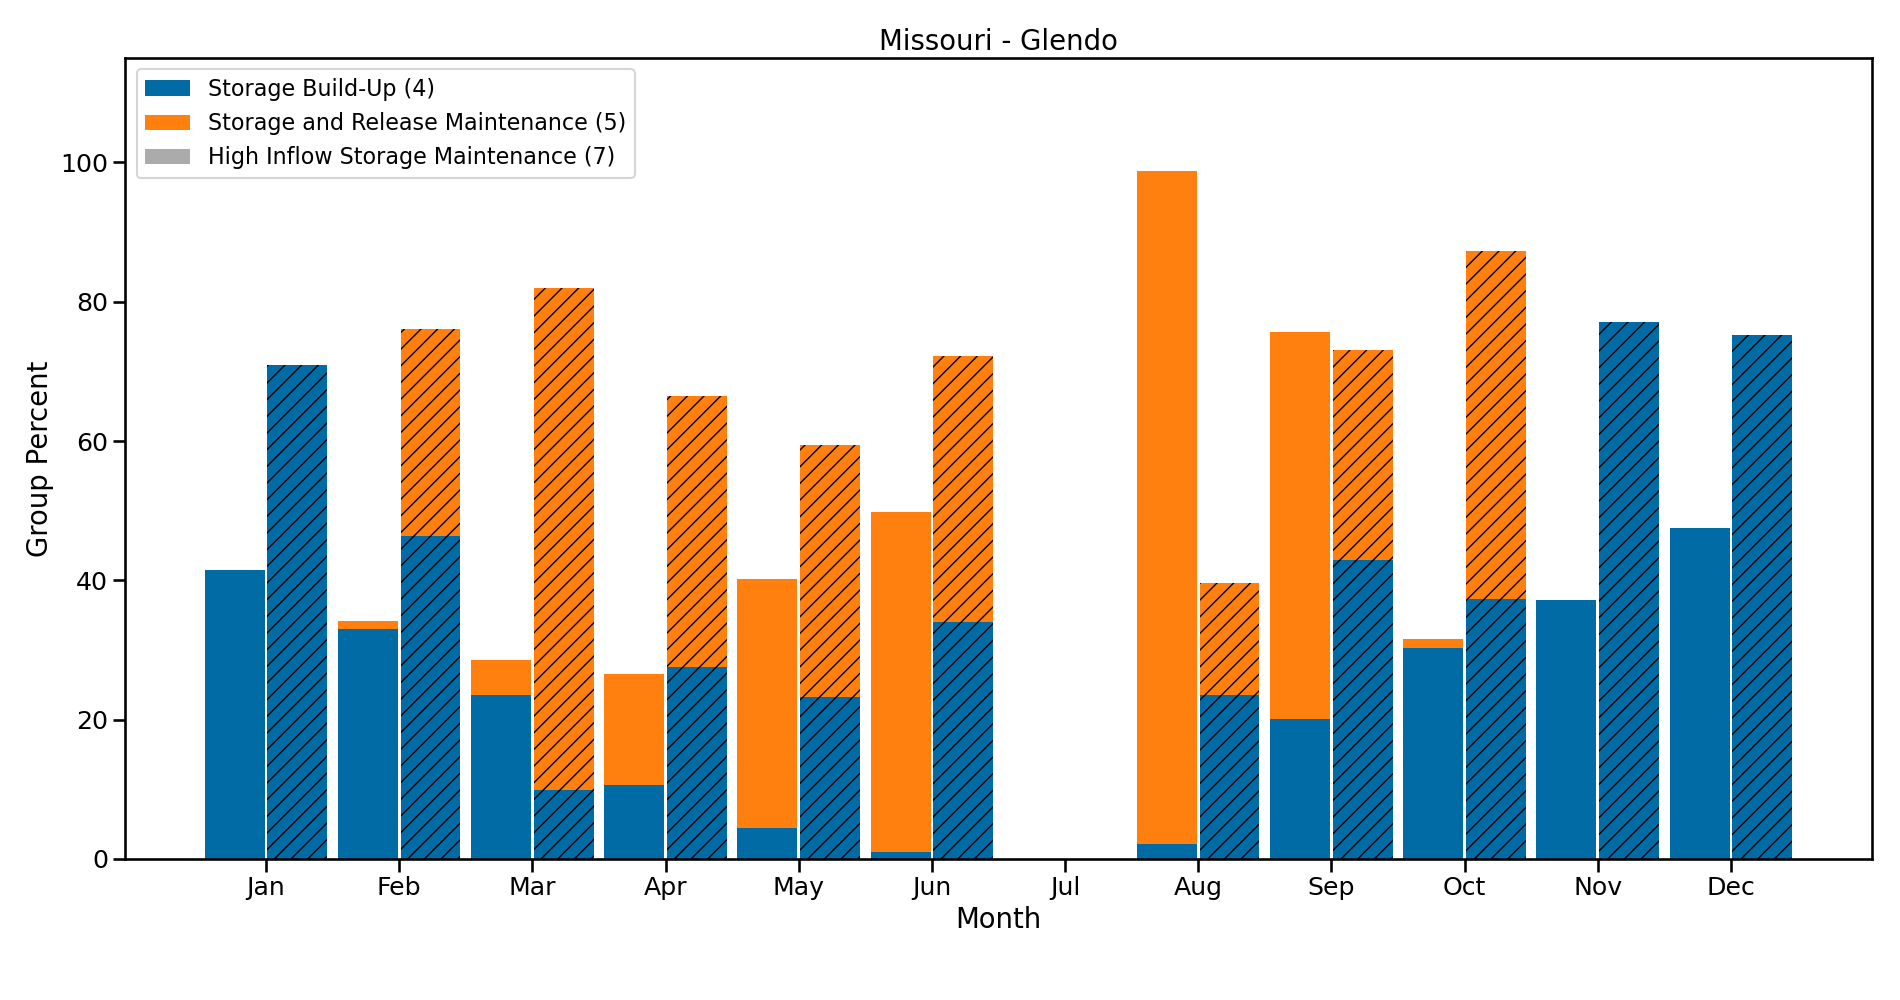 Missouri - Glendo
Storage Build-Up (4)
Storage and Release Maintenance (5)
High Inflow Storage Maintenance (7)
Group Percent
100
80
60
40
20
0
Jan Feb Mar Apr May Jun Jul Aug Sep Oct Nov Dec
Month